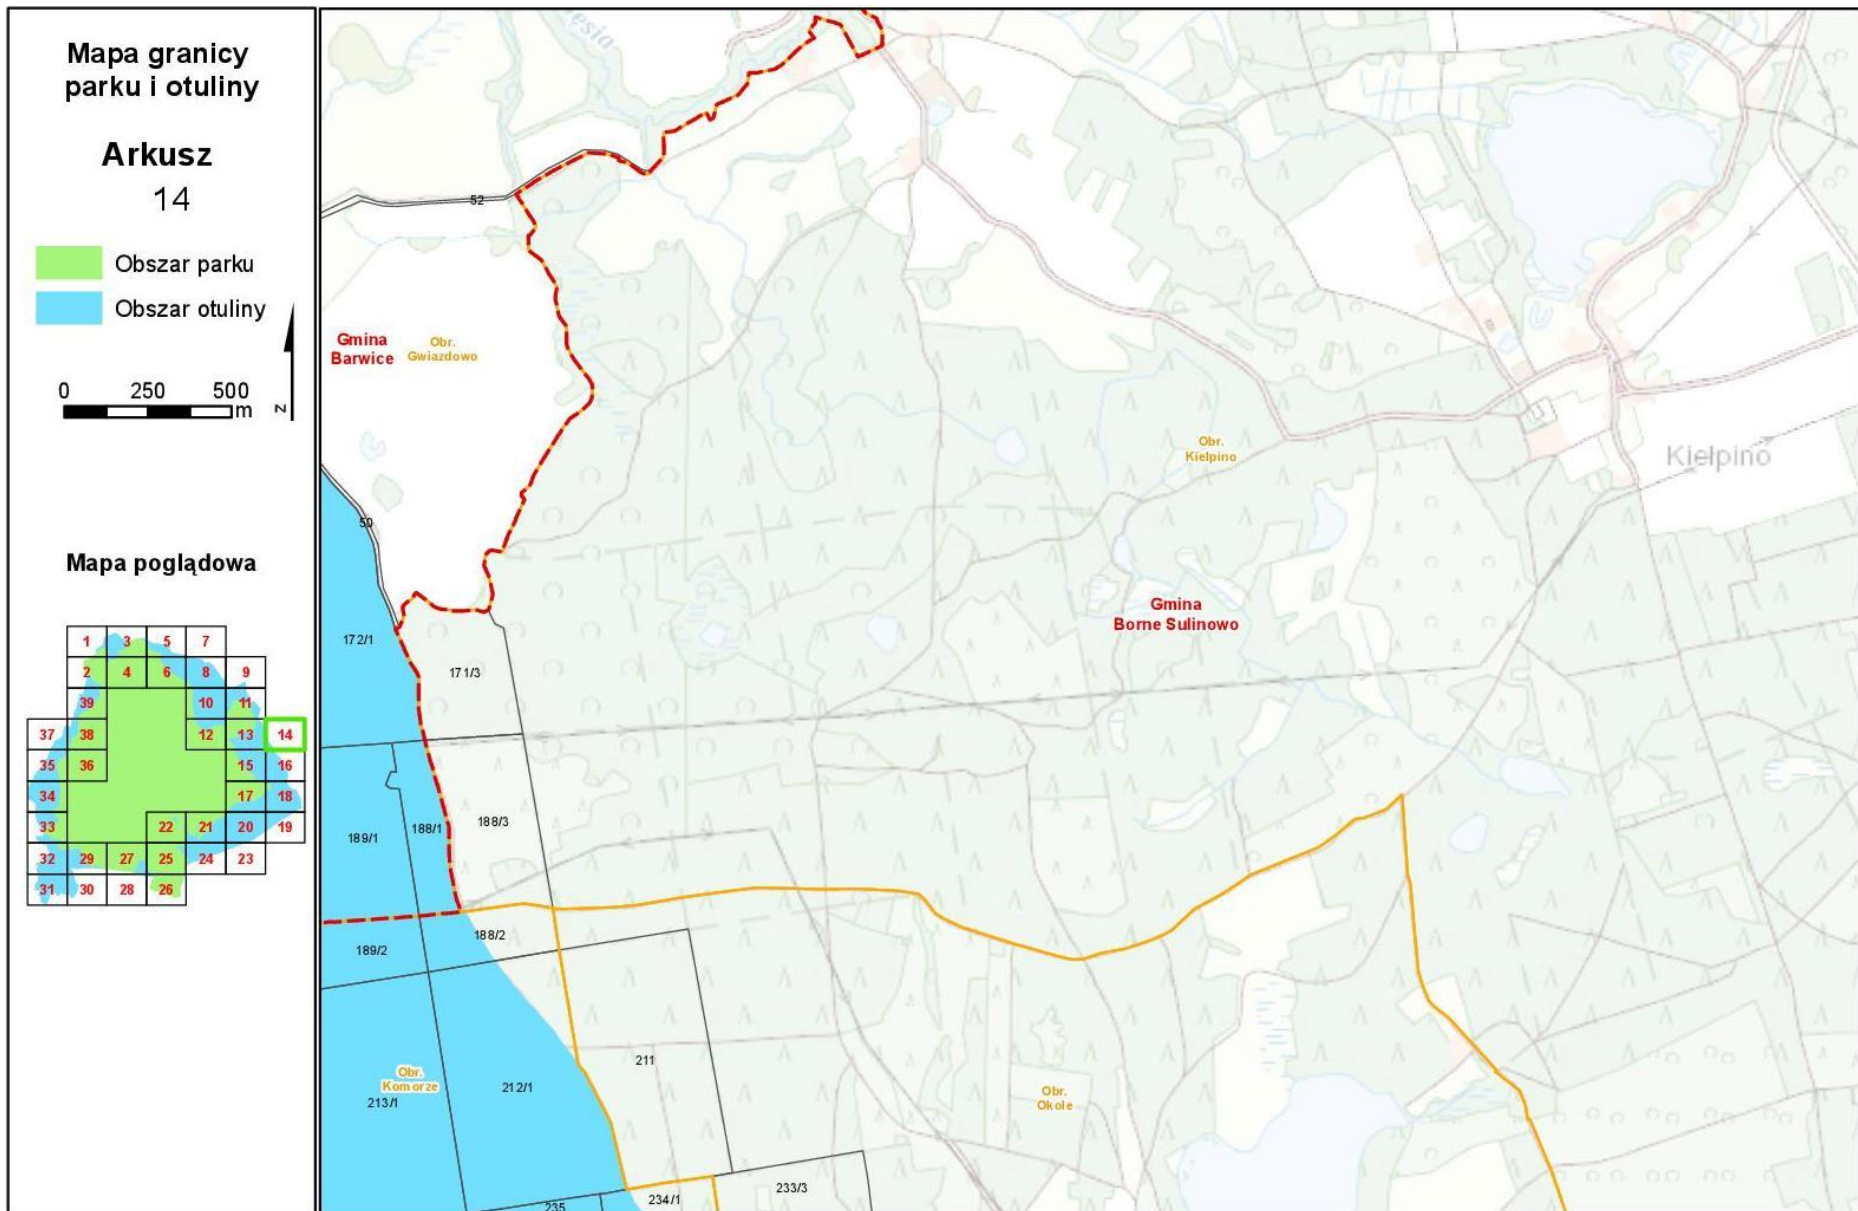 Mapa granicy
parku i otuliny
Arkusz
14
Obszar parku
Obszar otuliny
0 250 500
m
z
Mapa poglądowa
1 3 5 7
2 4 6 8 9
39 10 11
37 38 12 13 14
35 36 15 16
34 17 18
33 22 21 20 19
32 29 27 25 24 23
31 30 28 26
52
Gmina
Barwice
Obr.
Gwiazdowo
Obr.
Kiełpino
Kiełpino
50
Gmina
Borne Sulinowo
172/1
171/3
188/3
189/1
188/1
188/2
189/2
211
Obr.
Komorze
213/1
212/1
Obr.
Okole
233/3
234/1
235